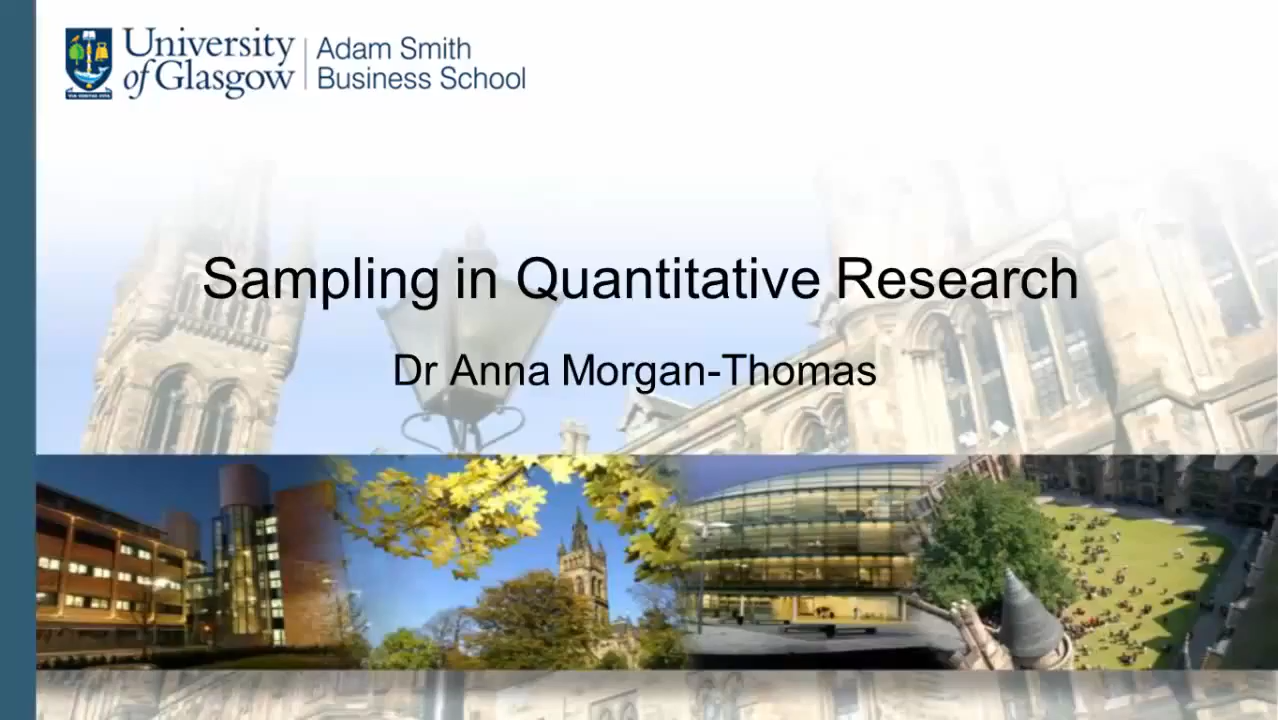 University
of Glasgow
Adam Smith
Business School
Sampling in Quantitative Research
Dr Anna Morgan-Thomas